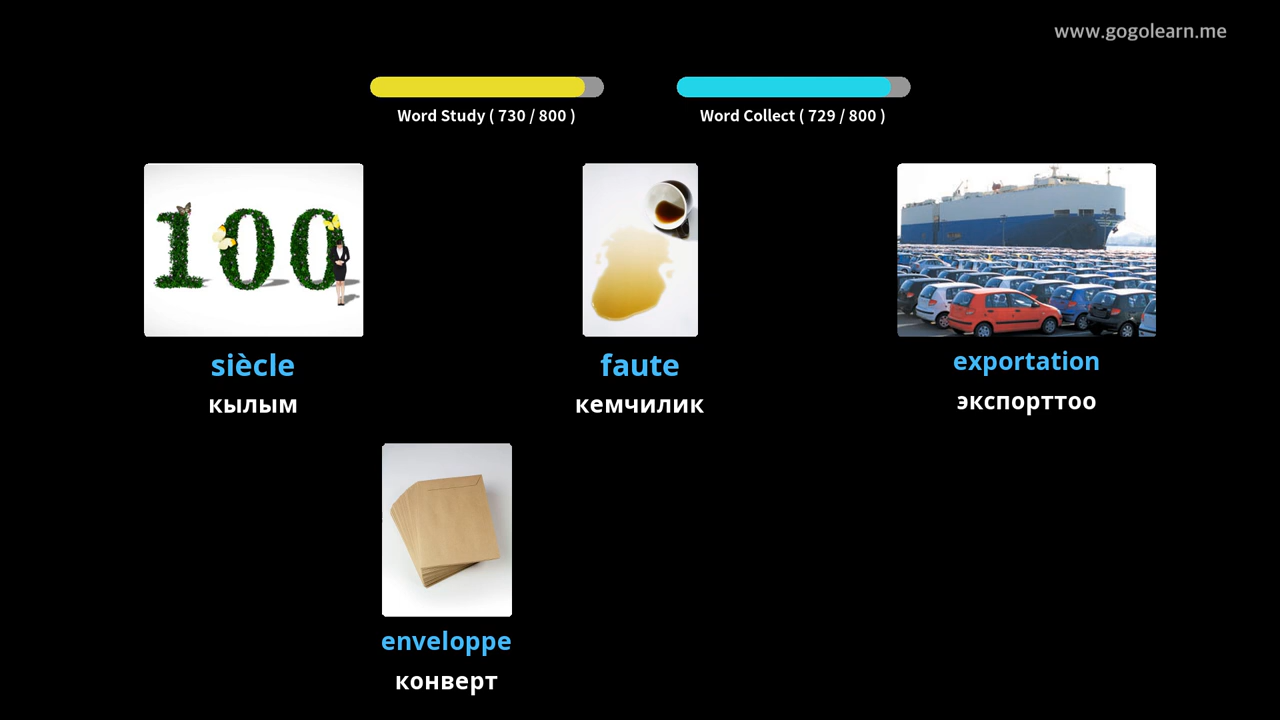 www.gogolearn.me
Word Study ( 730 / 800 )
Word Collect ( 729 / 800 )
100
siècle
кылым
faute
кемчилик
exportation
экспорттоо
enveloppe
конверт